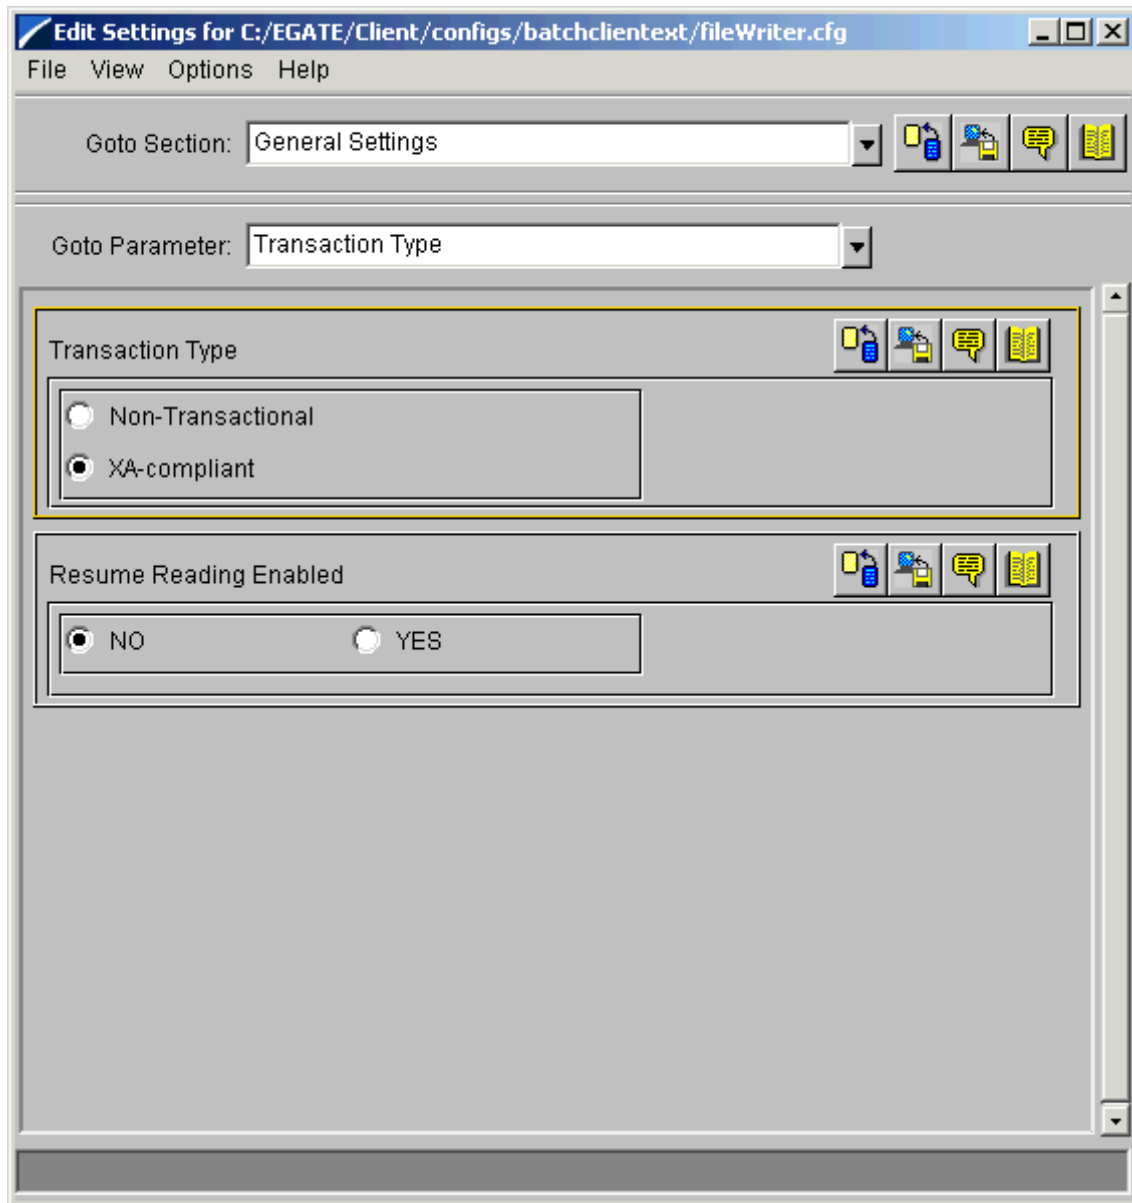 Edit Settings for C:/EGATE/Client/configs/batchclientext/fileWriter.cfg
File View Options Help
Goto Section: General Settings
Goto Parameter: Transaction Type
Transaction Type
Non-Transactional
XA-compliant
Resume Reading Enabled
NO YES